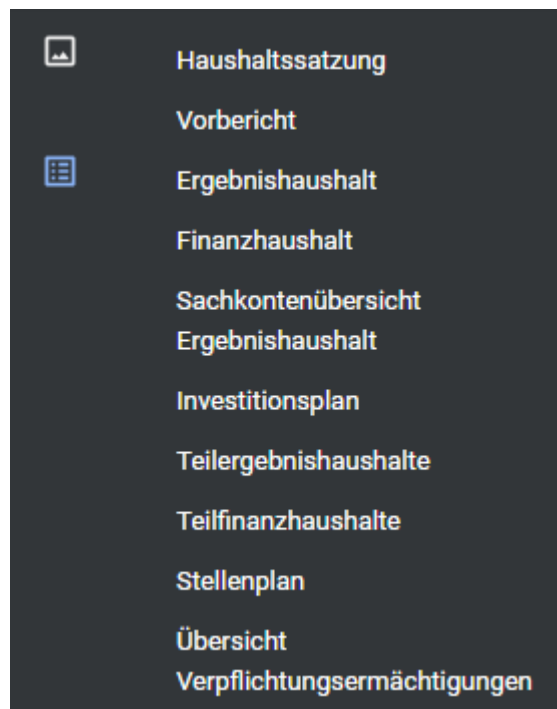 Haushaltssatzung
Vorbericht
Ergebnishaushalt
Finanzhaushalt
Sachkontenübersicht
Ergebnishaushalt
Investitionsplan
Teilergebnishaushalte
Teilfinanzhaushalte
Stellenplan
Übersicht
Verpflichtungsermächtigungen